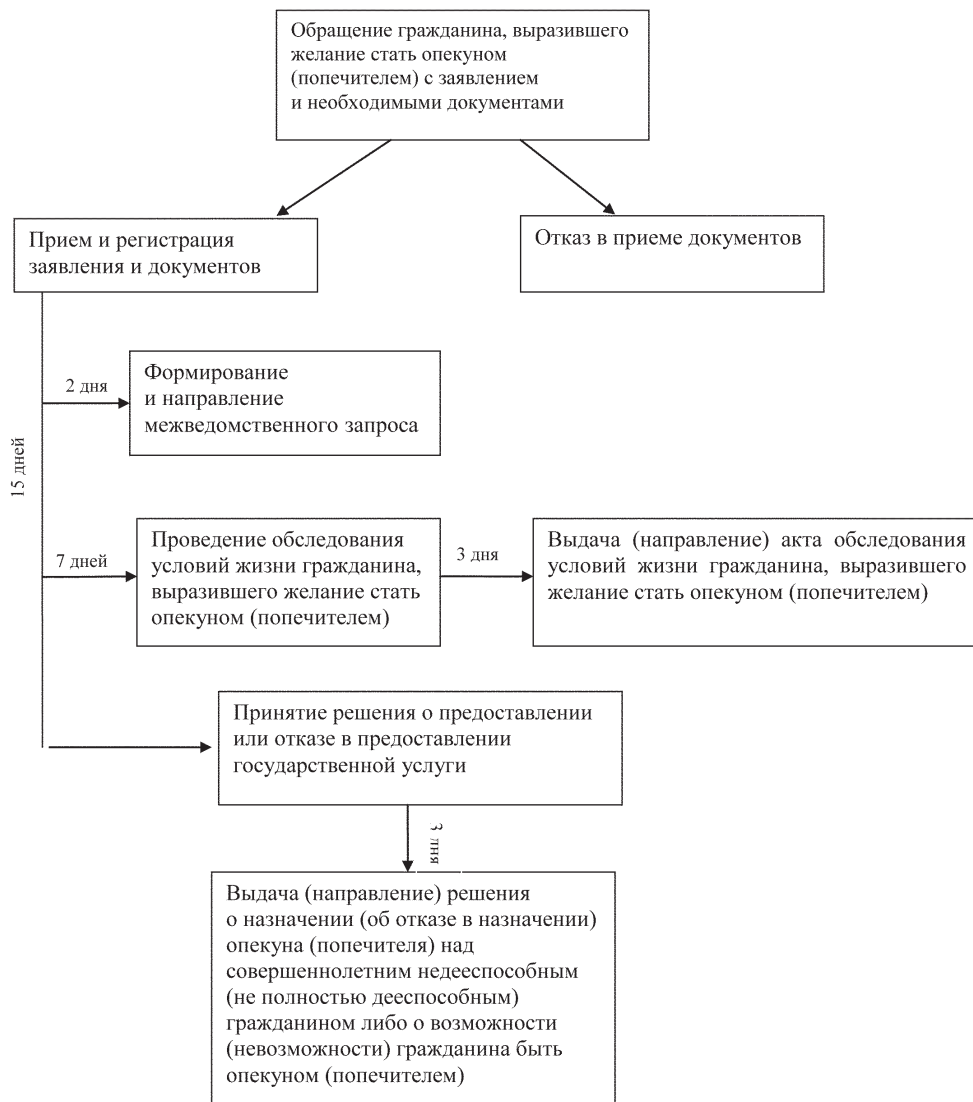 Обращение гражданина, выразившего
желание стать опекуном
(попечителем) с заявлением
и необходимыми документами
Прием и регистрация
заявления и документов
Отказ в приеме документов
15 дней
2 дня
Формирование
и направление
межведомственного запроса
7 дней
Проведение обследования
условий жизни гражданина,
выразившего желание стать
опекуном (попечителем)
3 дня
Выдача (направление) акта обследования
условий жизни гражданина, выразившего
желание стать опекуном (попечителем)
Принятие решения о предоставлении
или отказе в предоставлении
государственной услуги
3 дня
Выдача (направление) решения
о назначении (об отказе в назначении)
опекуна (попечителя) над
совершеннолетним недееспособным
(не полностью дееспособным)
гражданином либо о возможности
(невозможности) гражданина быть
опекуном (попечителем)